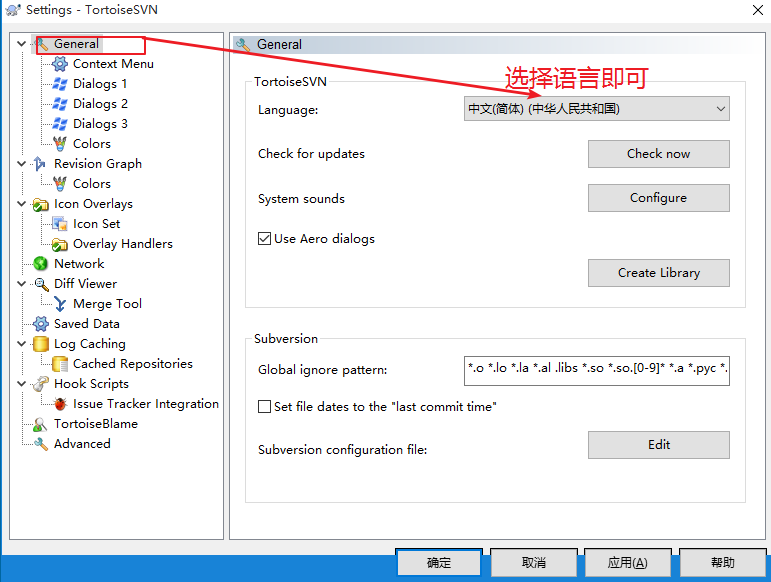 Settings - TortoiseSVN
General
Context Menu
Dialogs 1
Dialogs 2
Dialogs 3
Colors
Revision Graph
Colors
Icon Overlays
Icon Set
Overlay Handlers
Network
Diff Viewer
Merge Tool
Saved Data
Log Caching
Cached Repositories
Hook Scripts
Issue Tracker Integration
TortoiseBlame
Advanced
General
TortoiseSVN
选择语言即可
Language:
中文(简体) (中华人民共和国)
Check for updates
Check now
System sounds
Configure
Use Aero dialogs
Create Library
Subversion
Global ignore pattern:
*.o *.lo *.la *.al .libs *.so *.so.[0-9]* *.a *.pyc *.
Set file dates to the "last commit time"
Subversion configuration file:
Edit
确定
取消
应用(A)
帮助